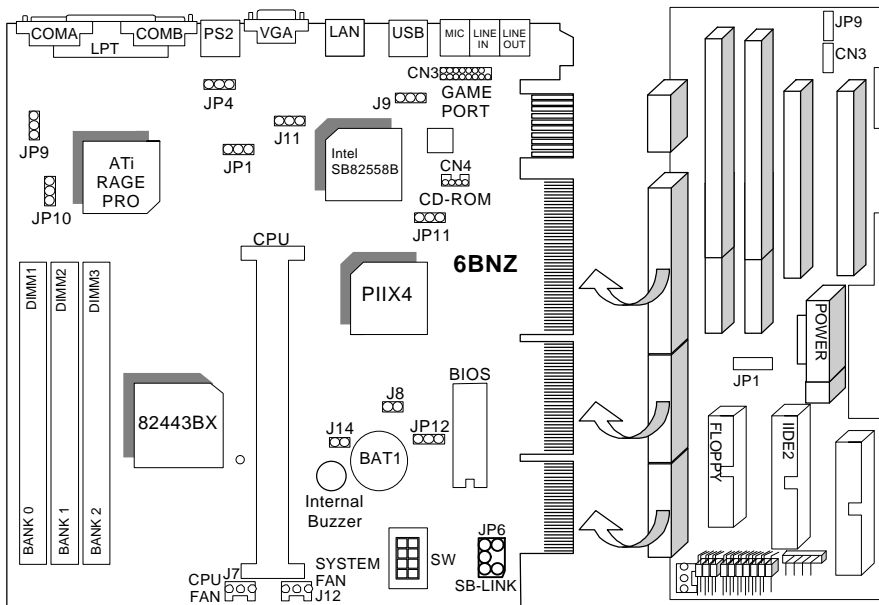 COMA
COMB
LPT
PS2
VGA
LAN
USB
MIC
LINE
IN
LINE
OUT
JP9
CN3
CN3
GAME
PORT
JP4
J9
J11
JP9
JP1
Intel
SB82558B
ATi
RAGE
PRO
CN4
CD-ROM
JP10
JP11
CPU
6BNZ
DIMM1
DIMM2
DIMM3
PIIX4
POWER
JP1
BIOS
J8
82443BX
J14
JP12
BAT1
FLOPPY
IIDE2
Internal
Buzzer
BANK 0
BANK 1
BANK 2
JP6
SW
SB-LINK
J7
CPU
FAN
SYSTEM
FAN
J12